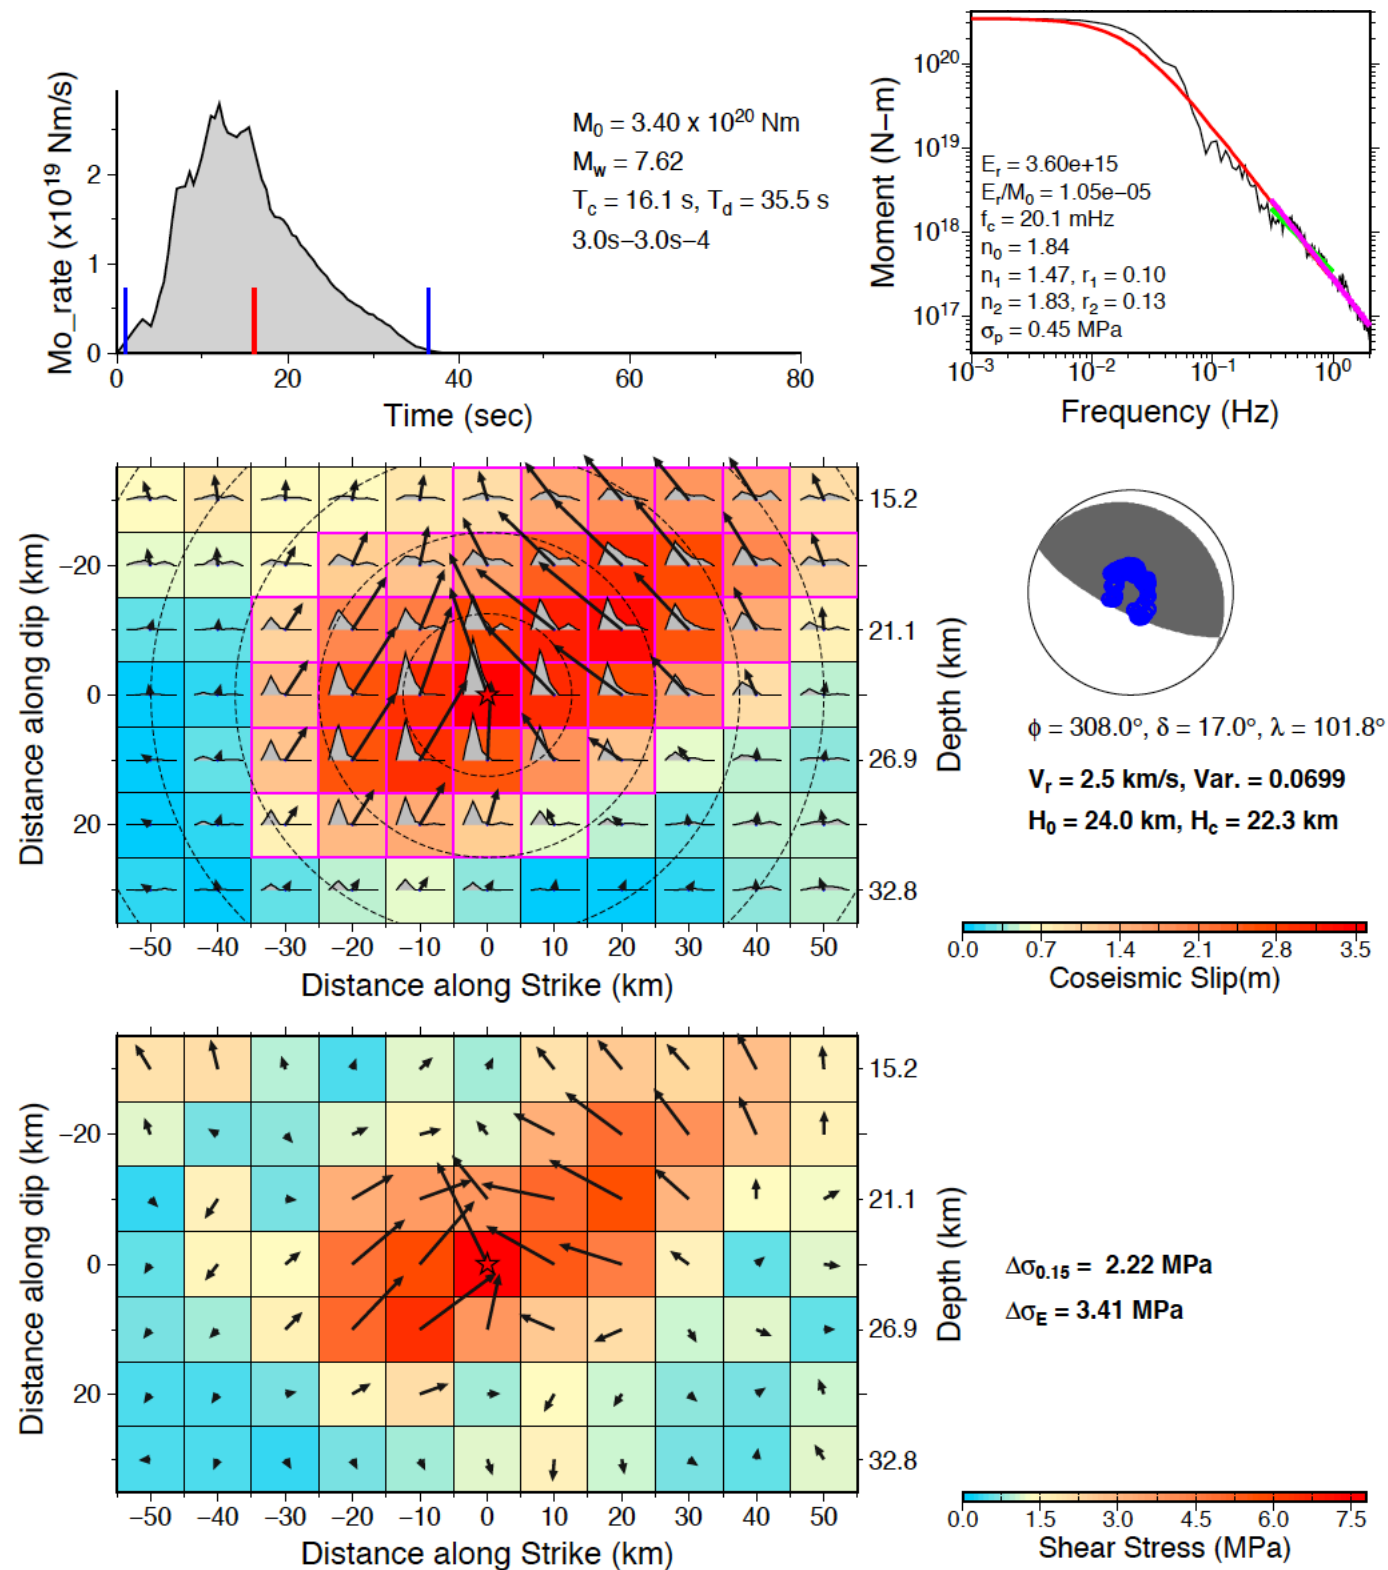 Mo_rate (x10¹⁹ Nm/s)
2
1
0
0 20 40 60 80
Time (sec)
M₀ = 3.40 x 10²⁰ Nm
M_w = 7.62
T_c = 16.1 s, T_d = 35.5 s
3.0s−3.0s−4
Moment (N−m)
10²⁰
10¹⁹
10¹⁸
10¹⁷
E_r = 3.60e+15
E_r/M₀ = 1.05e−05
f_c = 20.1 mHz
n₀ = 1.84
n₁ = 1.47, r₁ = 0.10
n₂ = 1.83, r₂ = 0.13
σ_p = 0.45 MPa
10⁻³ 10⁻² 10⁻¹ 10⁰
Frequency (Hz)
Distance along dip (km)
−20
0
20
15.2
21.1
26.9
32.8
Depth (km)
−50 −40 −30 −20 −10 0 10 20 30 40 50
Distance along Strike (km)
ϕ = 308.0°, δ = 17.0°, λ = 101.8°
V_r = 2.5 km/s, Var. = 0.0699
H₀ = 24.0 km, H_c = 22.3 km
0.0 0.7 1.4 2.1 2.8 3.5
Coseismic Slip(m)
Distance along dip (km)
−20
0
20
15.2
21.1
26.9
32.8
Depth (km)
−50 −40 −30 −20 −10 0 10 20 30 40 50
Distance along Strike (km)
Δσ₀.₁₅ = 2.22 MPa
Δσ_E = 3.41 MPa
0.0 1.5 3.0 4.5 6.0 7.5
Shear Stress (MPa)